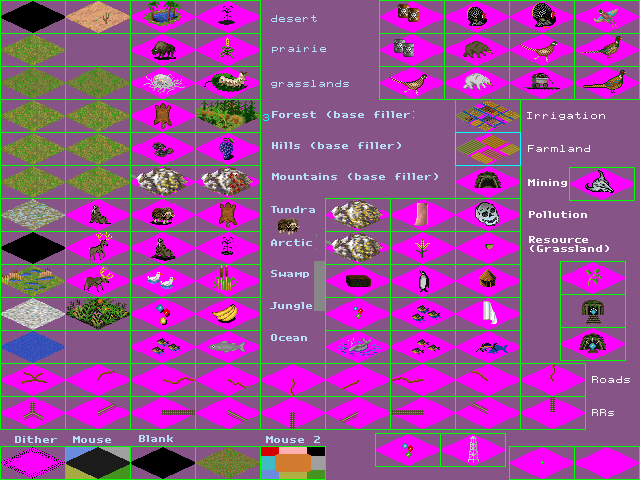 desert
prairie
grasslands
3Forest (base filler)
Irrigation
Hills (base filler)
Farmland
Mountains (base filler)
Mining
Tundra
Pollution
Arctic
Resource
(Grassland)
Swamp
Jungle
Ocean
Roads
RRs
Dither Mouse Blank Mouse 2